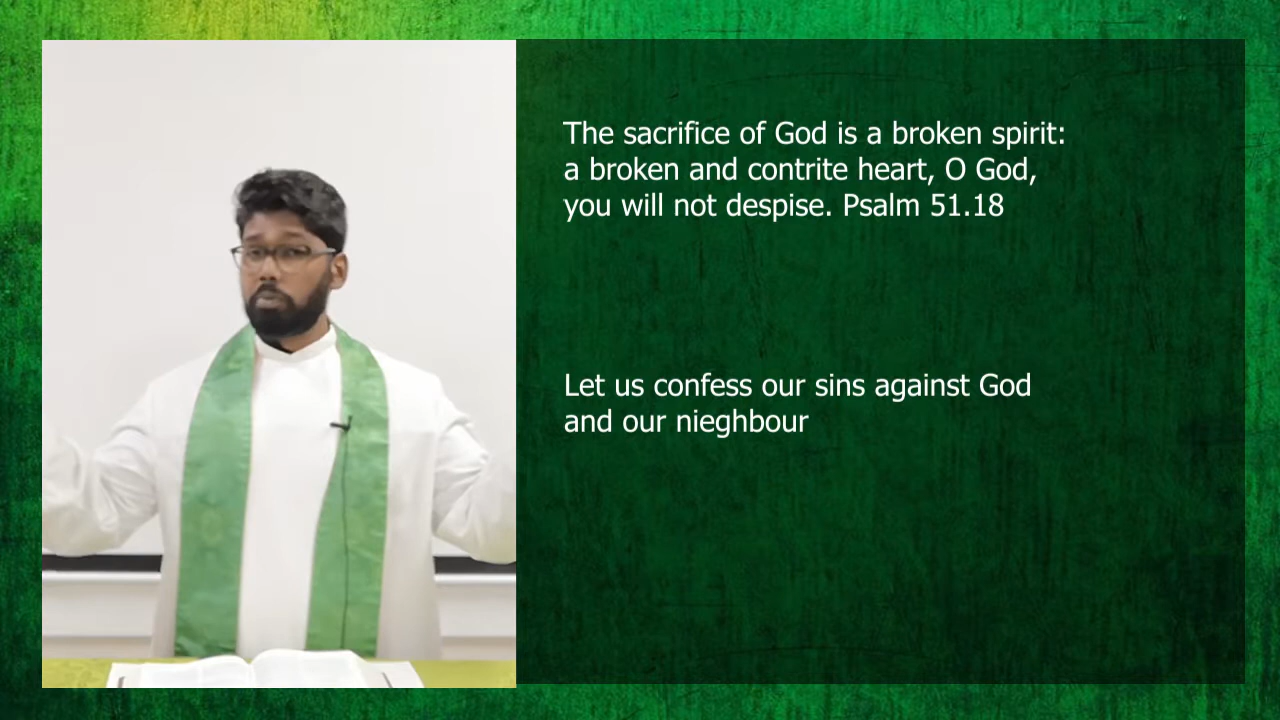 The sacrifice of God is a broken spirit:
a broken and contrite heart, O God,
you will not despise. Psalm 51.18
Let us confess our sins against God
and our nieghbour